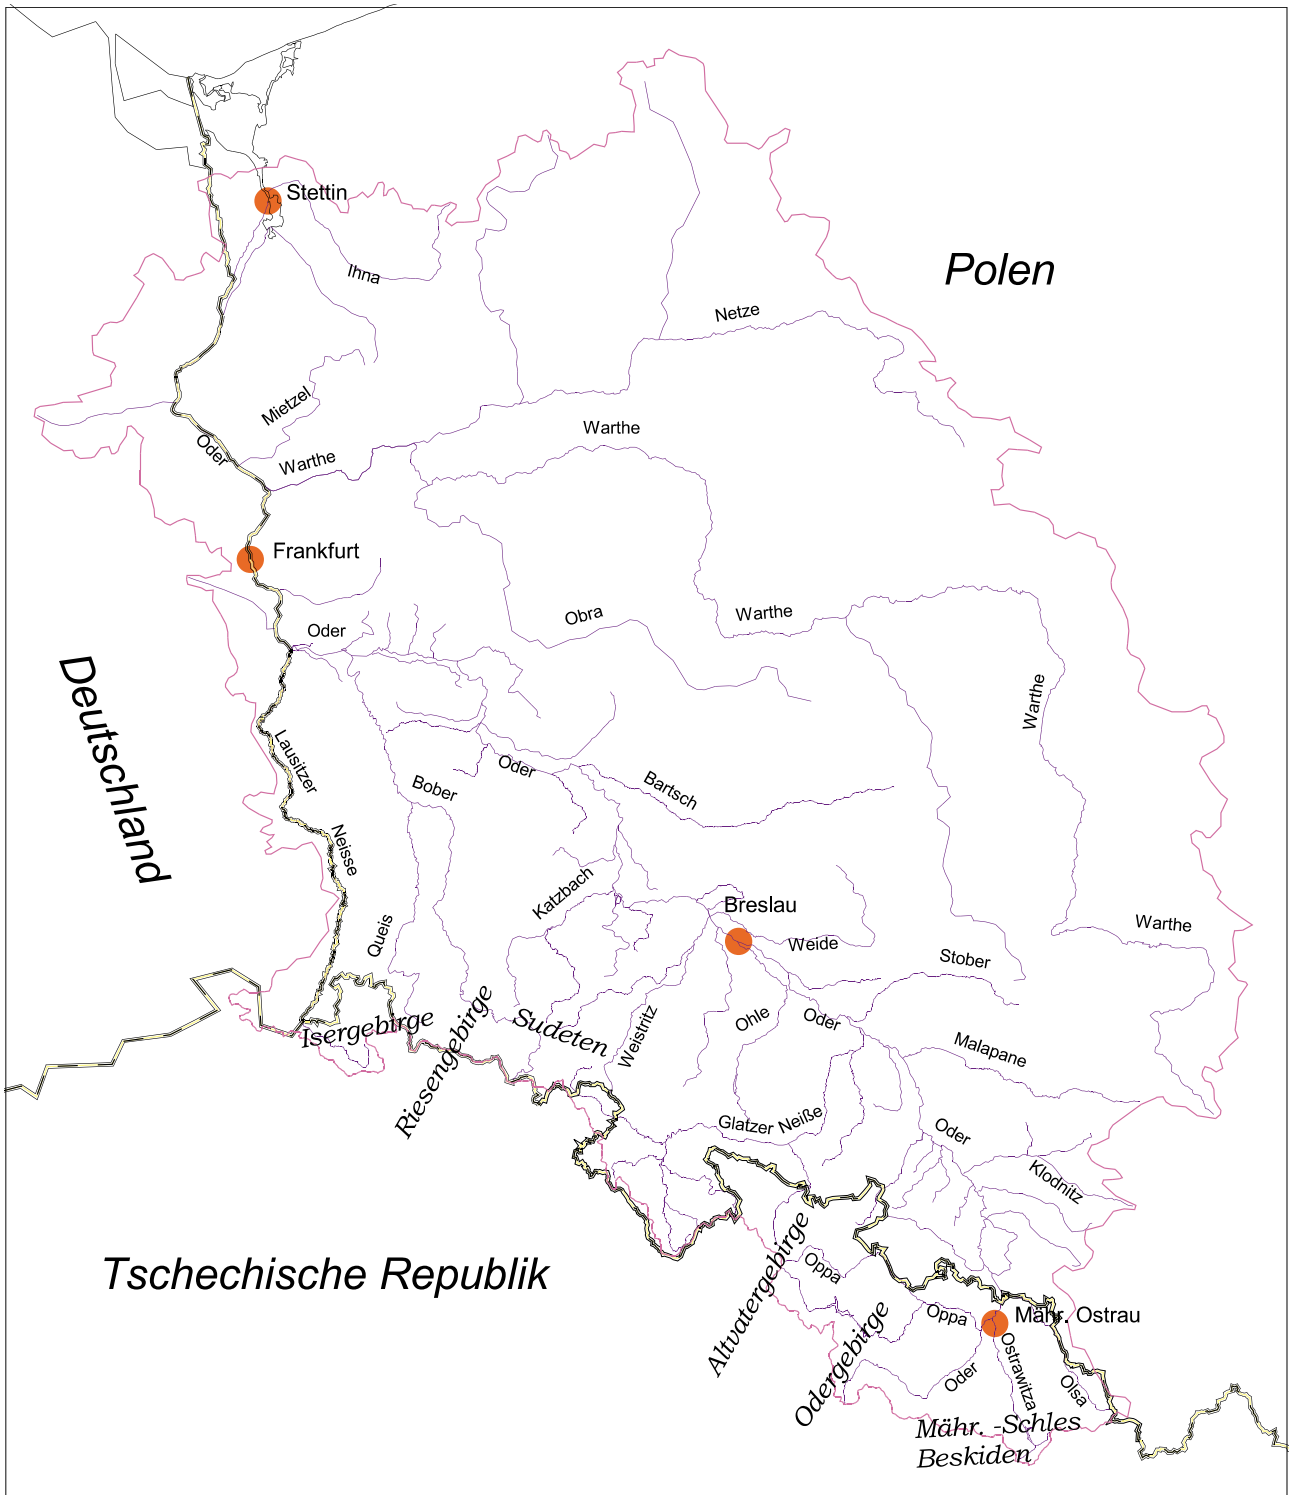 Stettin
Polen
Ihna
Netze
Mietzel
Warthe
Oder
Warthe
Frankfurt
Obra
Warthe
Oder
Deutschland
Warthe
Lausitzer
Neisse
Oder
Bartsch
Bober
Katzbach
Breslau
Queis
Weide
Warthe
Stober
Isergebirge
Riesengebirge
Sudeten
Weistritz
Ohle
Oder
Malapane
Glatzer Neiße
Oder
Klodnitz
Tschechische Republik
Altvatergebirge
Oppa
Odergebirge
Oppa
Mähr. Ostrau
Oder
Ostrawitza
Olsa
Mähr. -Schles
Beskiden